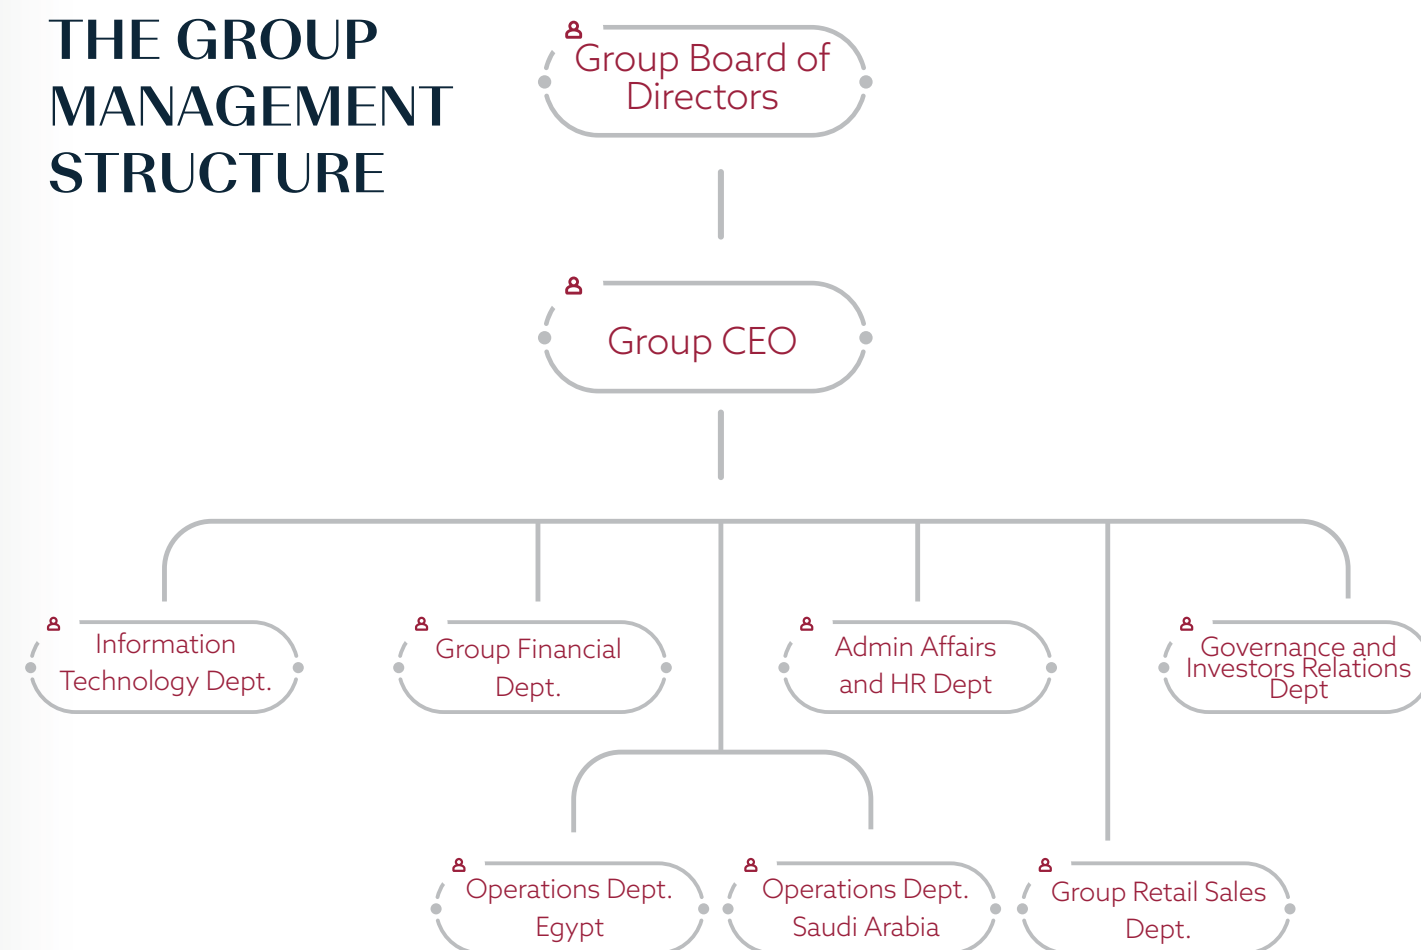 THE GROUP
MANAGEMENT
STRUCTURE
Group Board of
Directors
Group CEO
Information
Technology Dept.
Group Financial
Dept.
Admin Affairs
and HR Dept
Governance and
Investors Relations
Dept
Operations Dept.
Egypt
Operations Dept.
Saudi Arabia
Group Retail Sales
Dept.